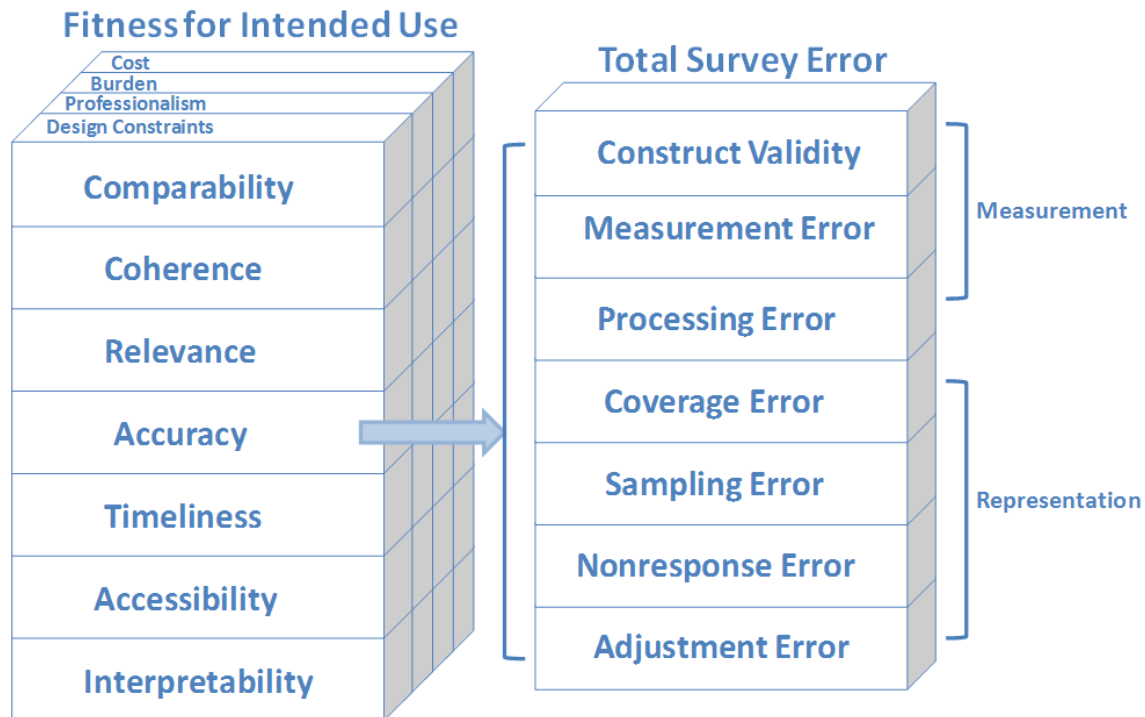 Fitness for Intended Use
Cost
Burden
Professionalism
Design Constraints
Comparability
Coherence
Relevance
Accuracy
Timeliness
Accessibility
Interpretability
Total Survey Error
Construct Validity
Measurement Error
Processing Error
Coverage Error
Sampling Error
Nonresponse Error
Adjustment Error
Measurement
Representation